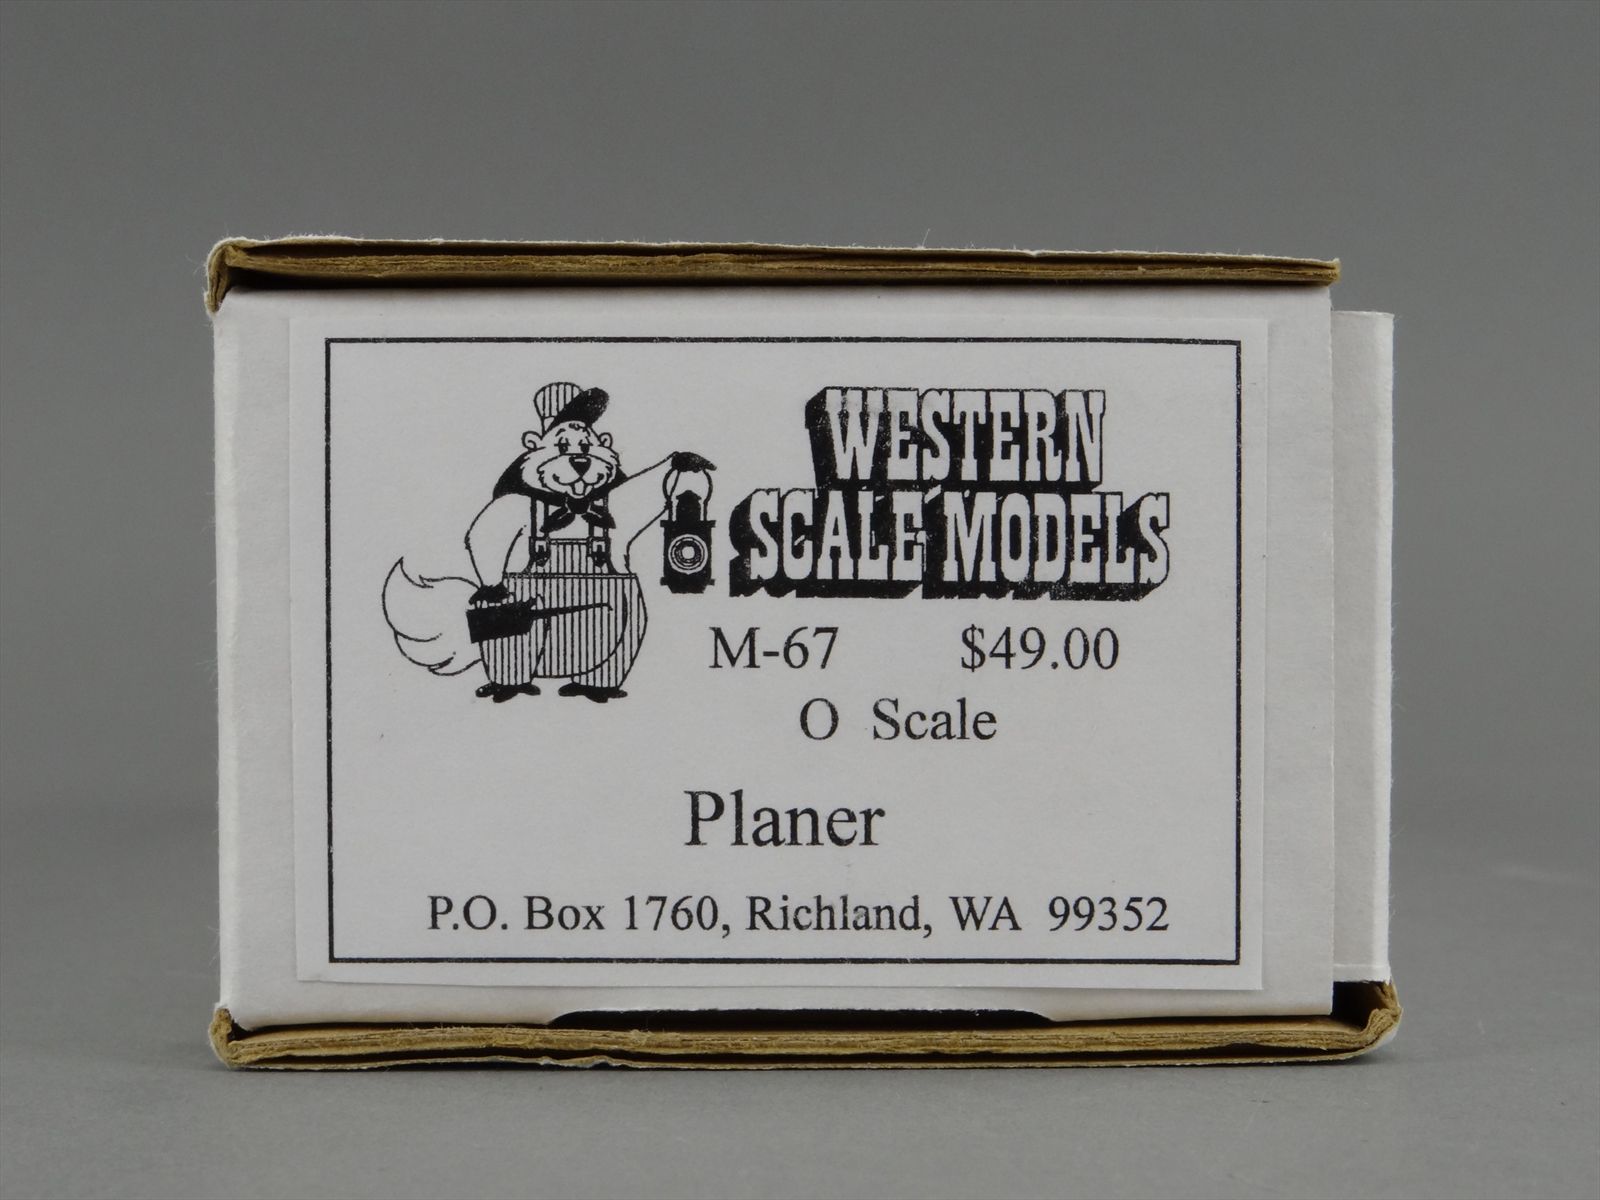 WESTERN
SCALE MODELS
M-67 $49.00
O Scale
Planer
P.O. Box 1760, Richland, WA 99352